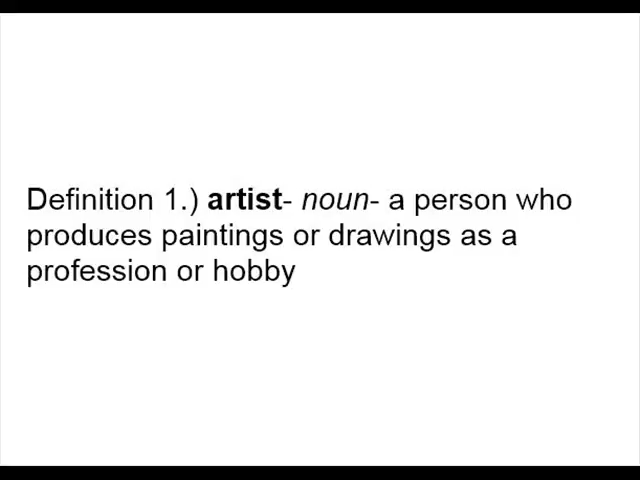 Definition 1.) artist- noun- a person who
produces paintings or drawings as a
profession or hobby